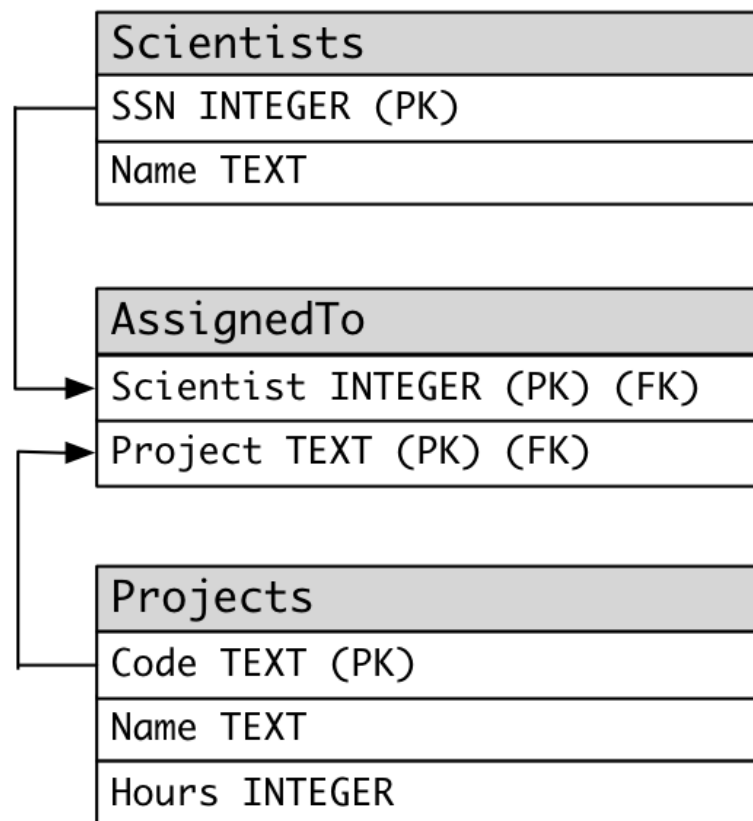 Scientists
SSN INTEGER (PK)
Name TEXT
AssignedTo
Scientist INTEGER (PK) (FK)
Project TEXT (PK) (FK)
Projects
Code TEXT (PK)
Name TEXT
Hours INTEGER